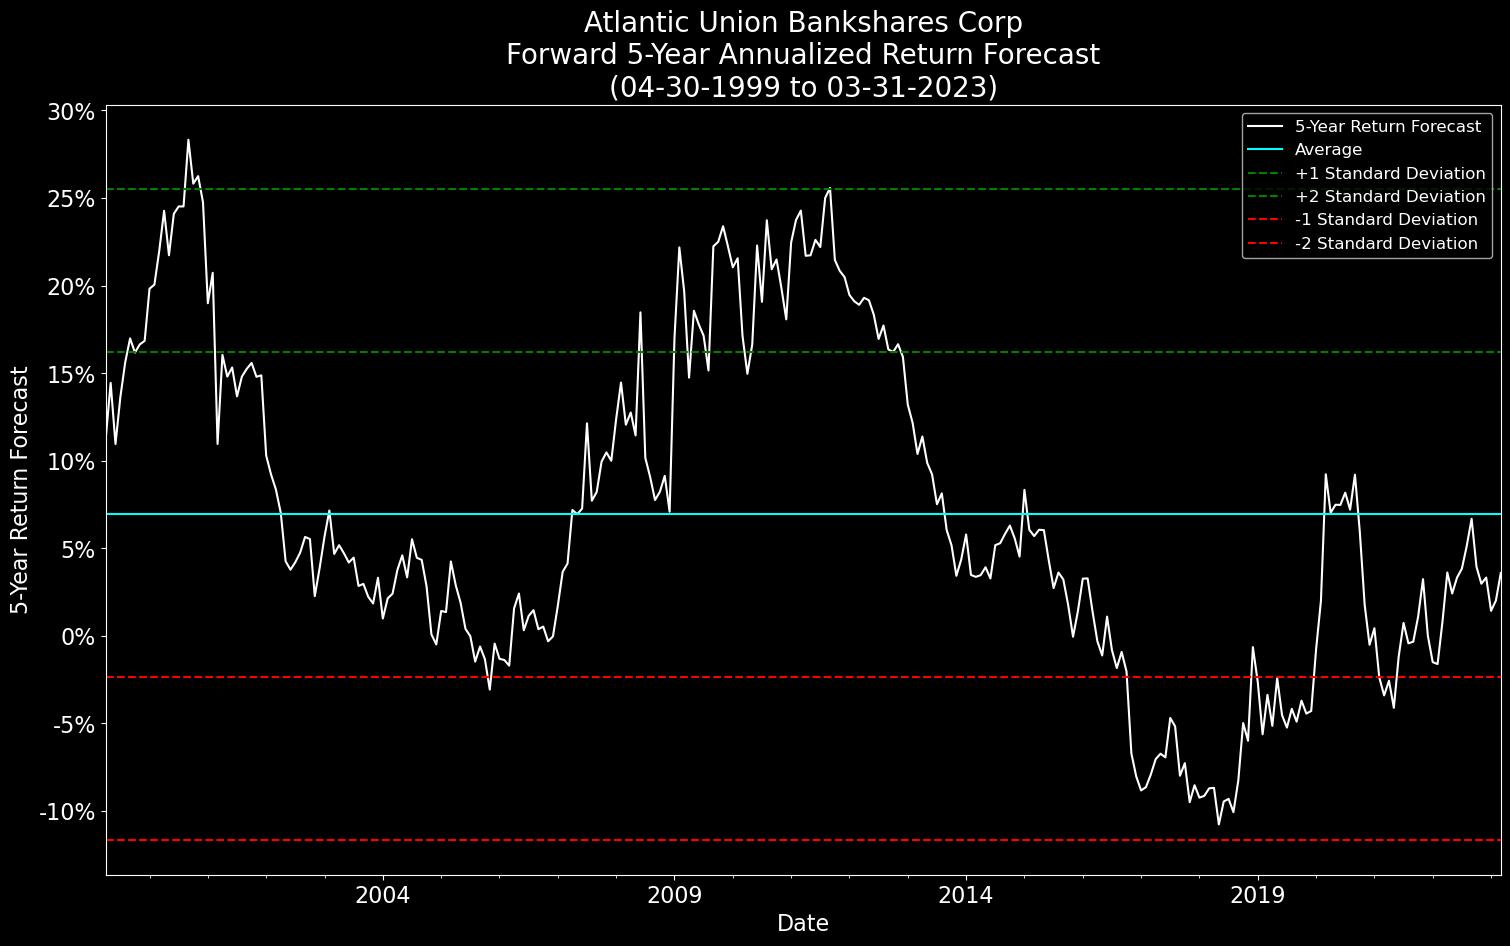 Atlantic Union Bankshares Corp
Forward 5-Year Annualized Return Forecast
(04-30-1999 to 03-31-2023)
30%
25%
20%
15%
10%
5%
0%
-5%
-10%
5-Year Return Forecast
5-Year Return Forecast
Average
+1 Standard Deviation
+2 Standard Deviation
-1 Standard Deviation
-2 Standard Deviation
2004
2009
2014
2019
Date